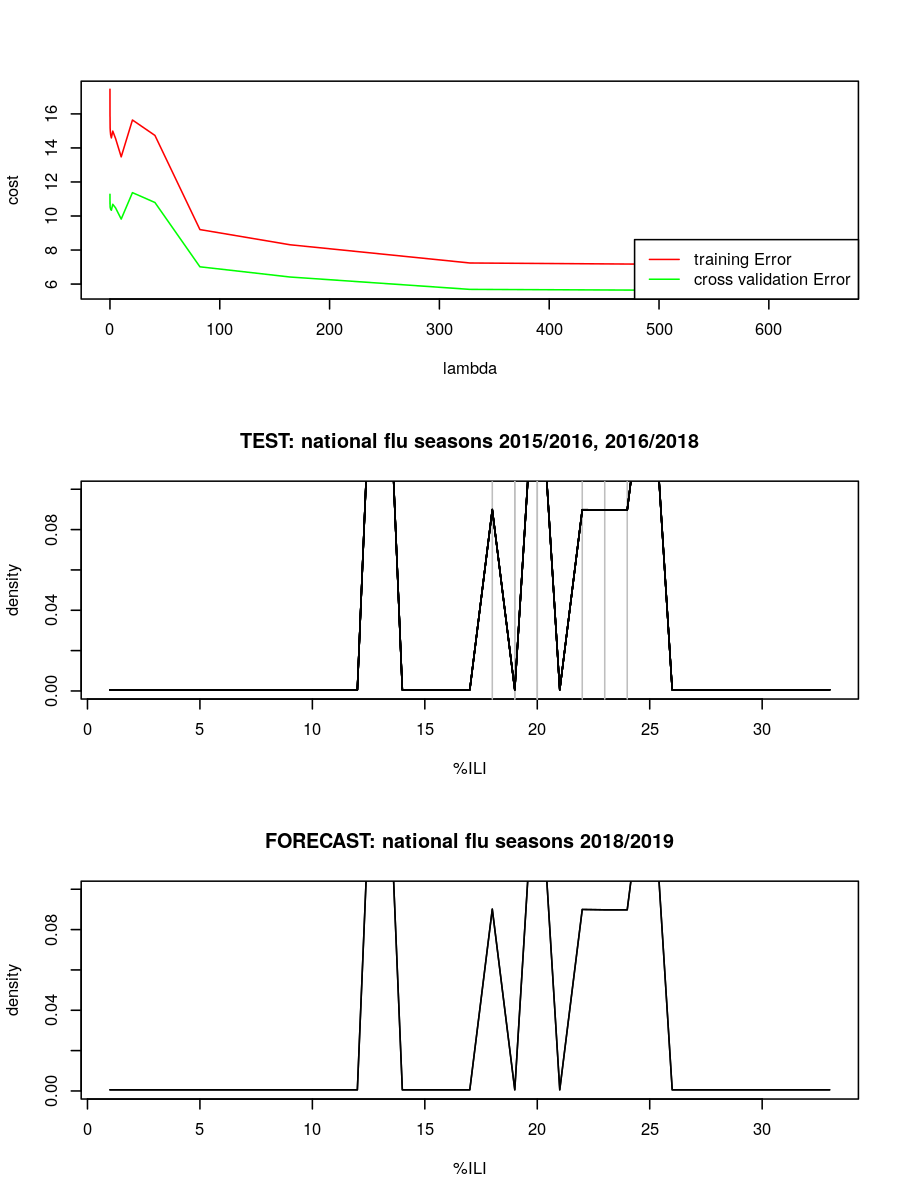 cost
16
14
12
10
8
6
training Error
cross validation Error
0 100 200 300 400 500 600
lambda
TEST: national flu seasons 2015/2016, 2016/2018
density
0.08
0.04
0.00
0 5 10 15 20 25 30
%ILI
FORECAST: national flu seasons 2018/2019
density
0.08
0.04
0.00
0 5 10 15 20 25 30
%ILI